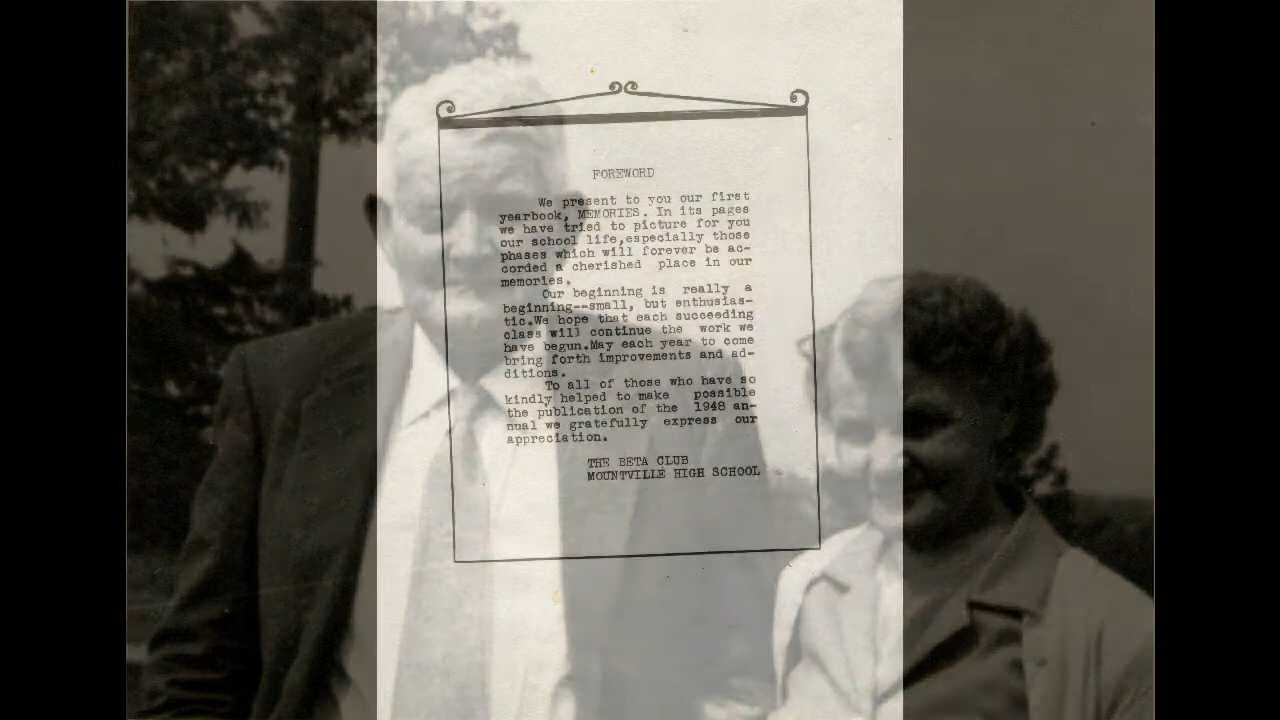 FOREWORD
We present to you our first
yearbook, MEMORIES. In its pages
we have tried to picture for you
our school life,especially those
phases which will forever be ac-
corded a cherished place in our
memories.
Our beginning is really a
beginning--small, but enthusias-
tic.We hope that each succeeding
class will continue the work we
have begun.May each year to come
bring forth improvements and ad-
ditions.
To all of those who have so
kindly helped to make possible
the publication of the 1948 an-
nual we gratefully express our
appreciation.
THE BETA CLUB
MOUNTVILLE HIGH SCHOOL